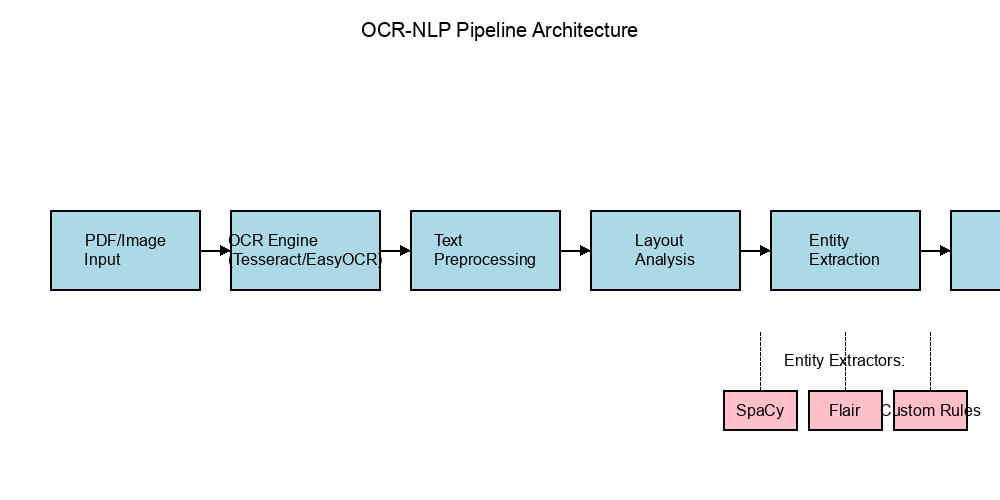 OCR-NLP Pipeline Architecture
PDF/Image
Input
OCR Engine
(Tesseract/EasyOCR)
Text
Preprocessing
Layout
Analysis
Entity
Extraction
Entity Extractors:
SpaCy
Flair
Custom Rules